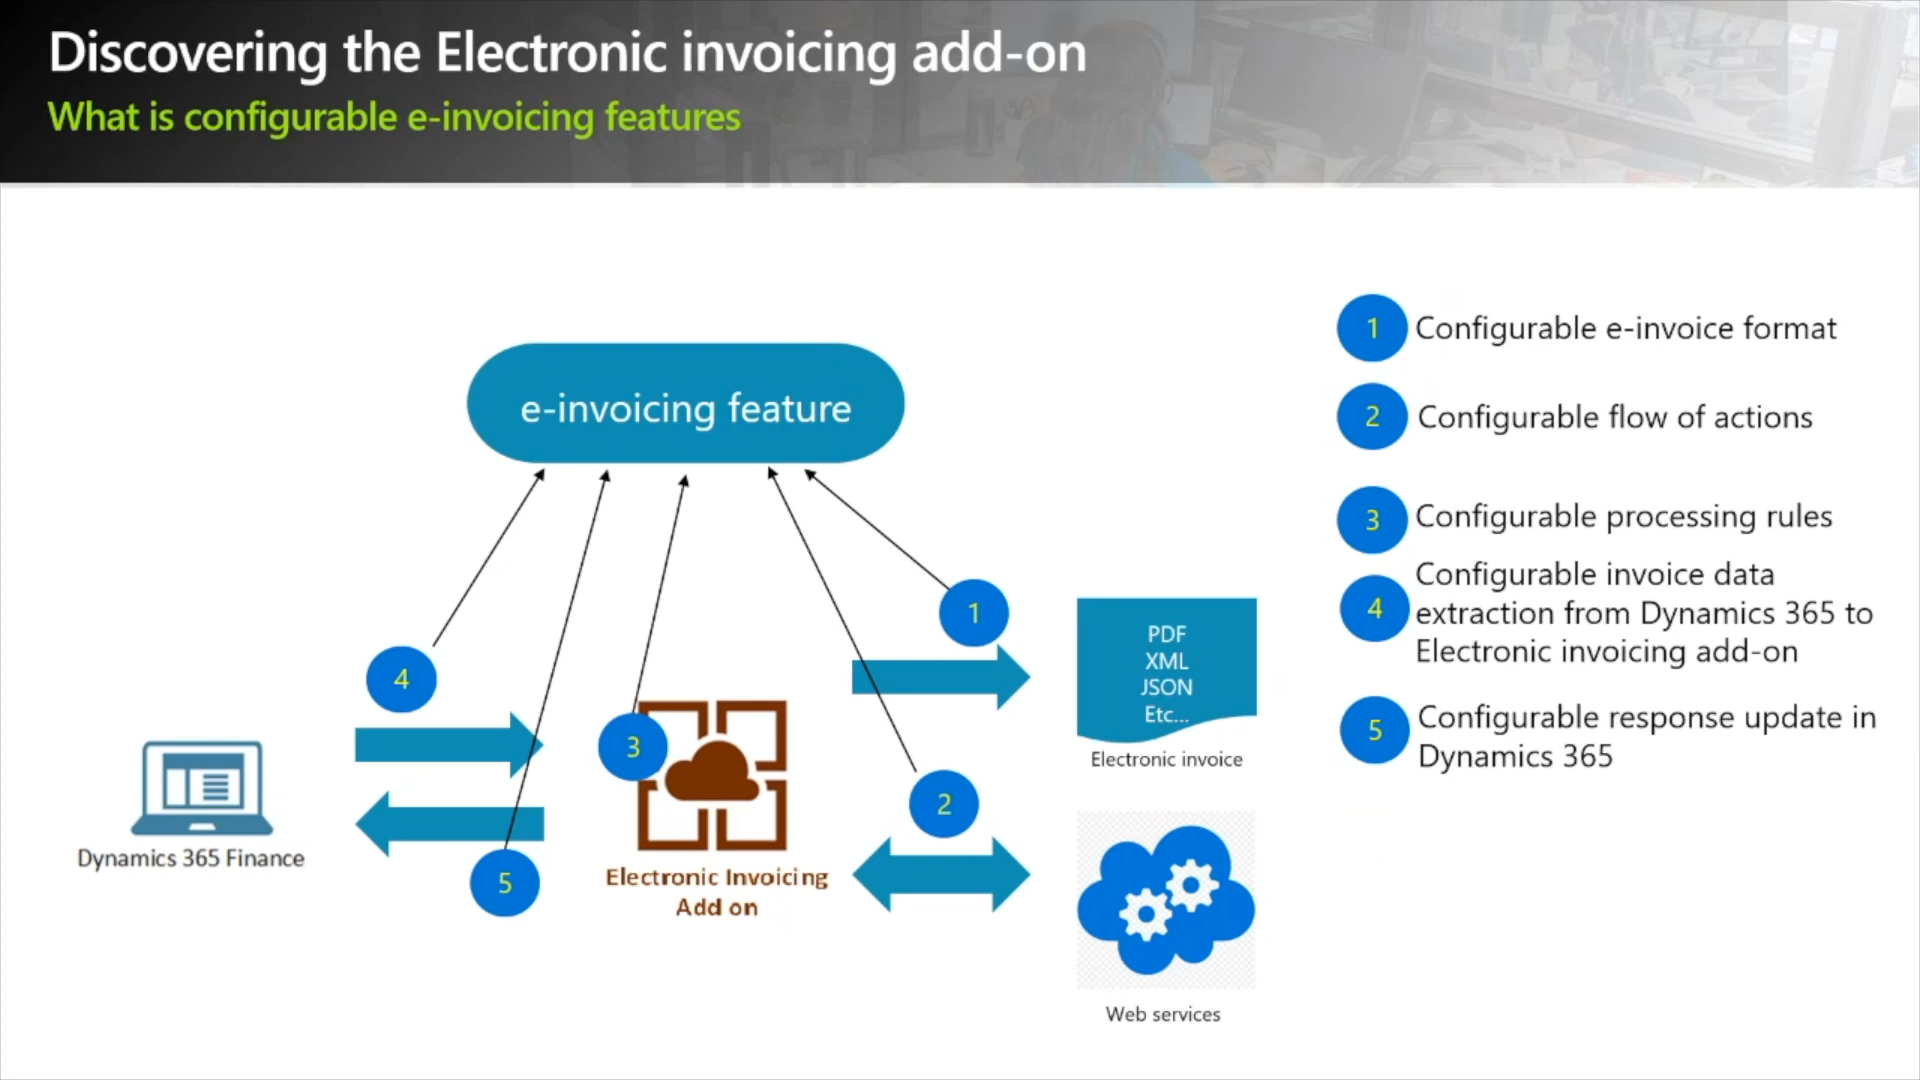 Discovering the Electronic invoicing add-on
What is configurable e-invoicing features
e-invoicing feature
1
Configurable e-invoice format
2
Configurable flow of actions
3
Configurable processing rules
4
Configurable invoice data
extraction from Dynamics 365 to
Electronic invoicing add-on
5
Configurable response update in
Dynamics 365
4
5
3
1
2
Dynamics 365 Finance
Electronic Invoicing
Add on
PDF
XML
JSON
Etc...
Electronic invoice
Web services